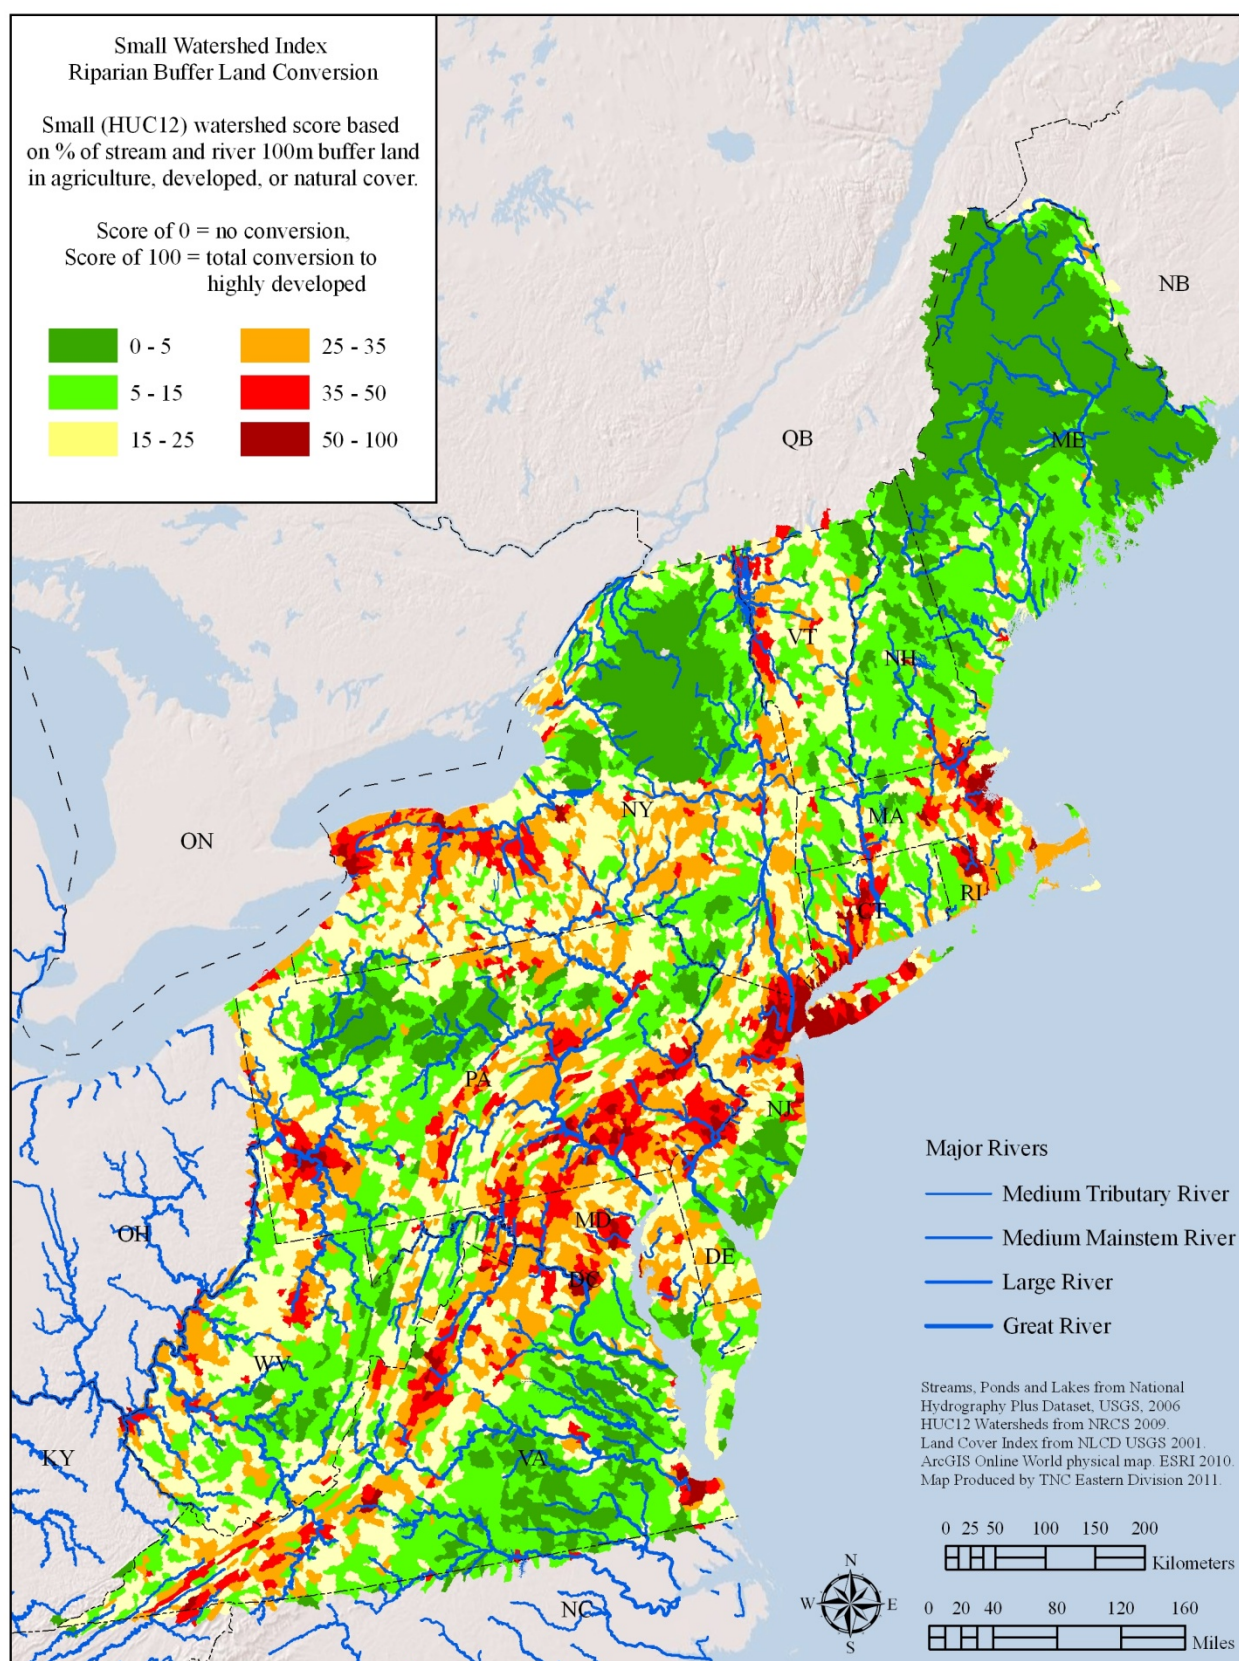 Small Watershed Index
Riparian Buffer Land Conversion
Small (HUC12) watershed score based
on % of stream and river 100m buffer land
in agriculture, developed, or natural cover.
Score of 0 = no conversion,
Score of 100 = total conversion to
highly developed
0 - 5
25 - 35
5 - 15
35 - 50
15 - 25
50 - 100
NB
QB
ME
VT
NH
NY
MA
ON
RI
CT
PA
NJ
OH
MD
DE
DC
WV
KY
VA
NC
Major Rivers
Medium Tributary River
Medium Mainstem River
Large River
Great River
Streams, Ponds and Lakes from National
Hydrography Plus Dataset, USGS, 2006
HUC12 Watersheds from NRCS 2009.
Land Cover Index from NLCD USGS 2001.
ArcGIS Online World physical map. ESRI 2010.
Map Produced by TNC Eastern Division 2011.
0 25 50 100 150 200
Kilometers
N
W E
S
0 20 40 80 120 160
Miles